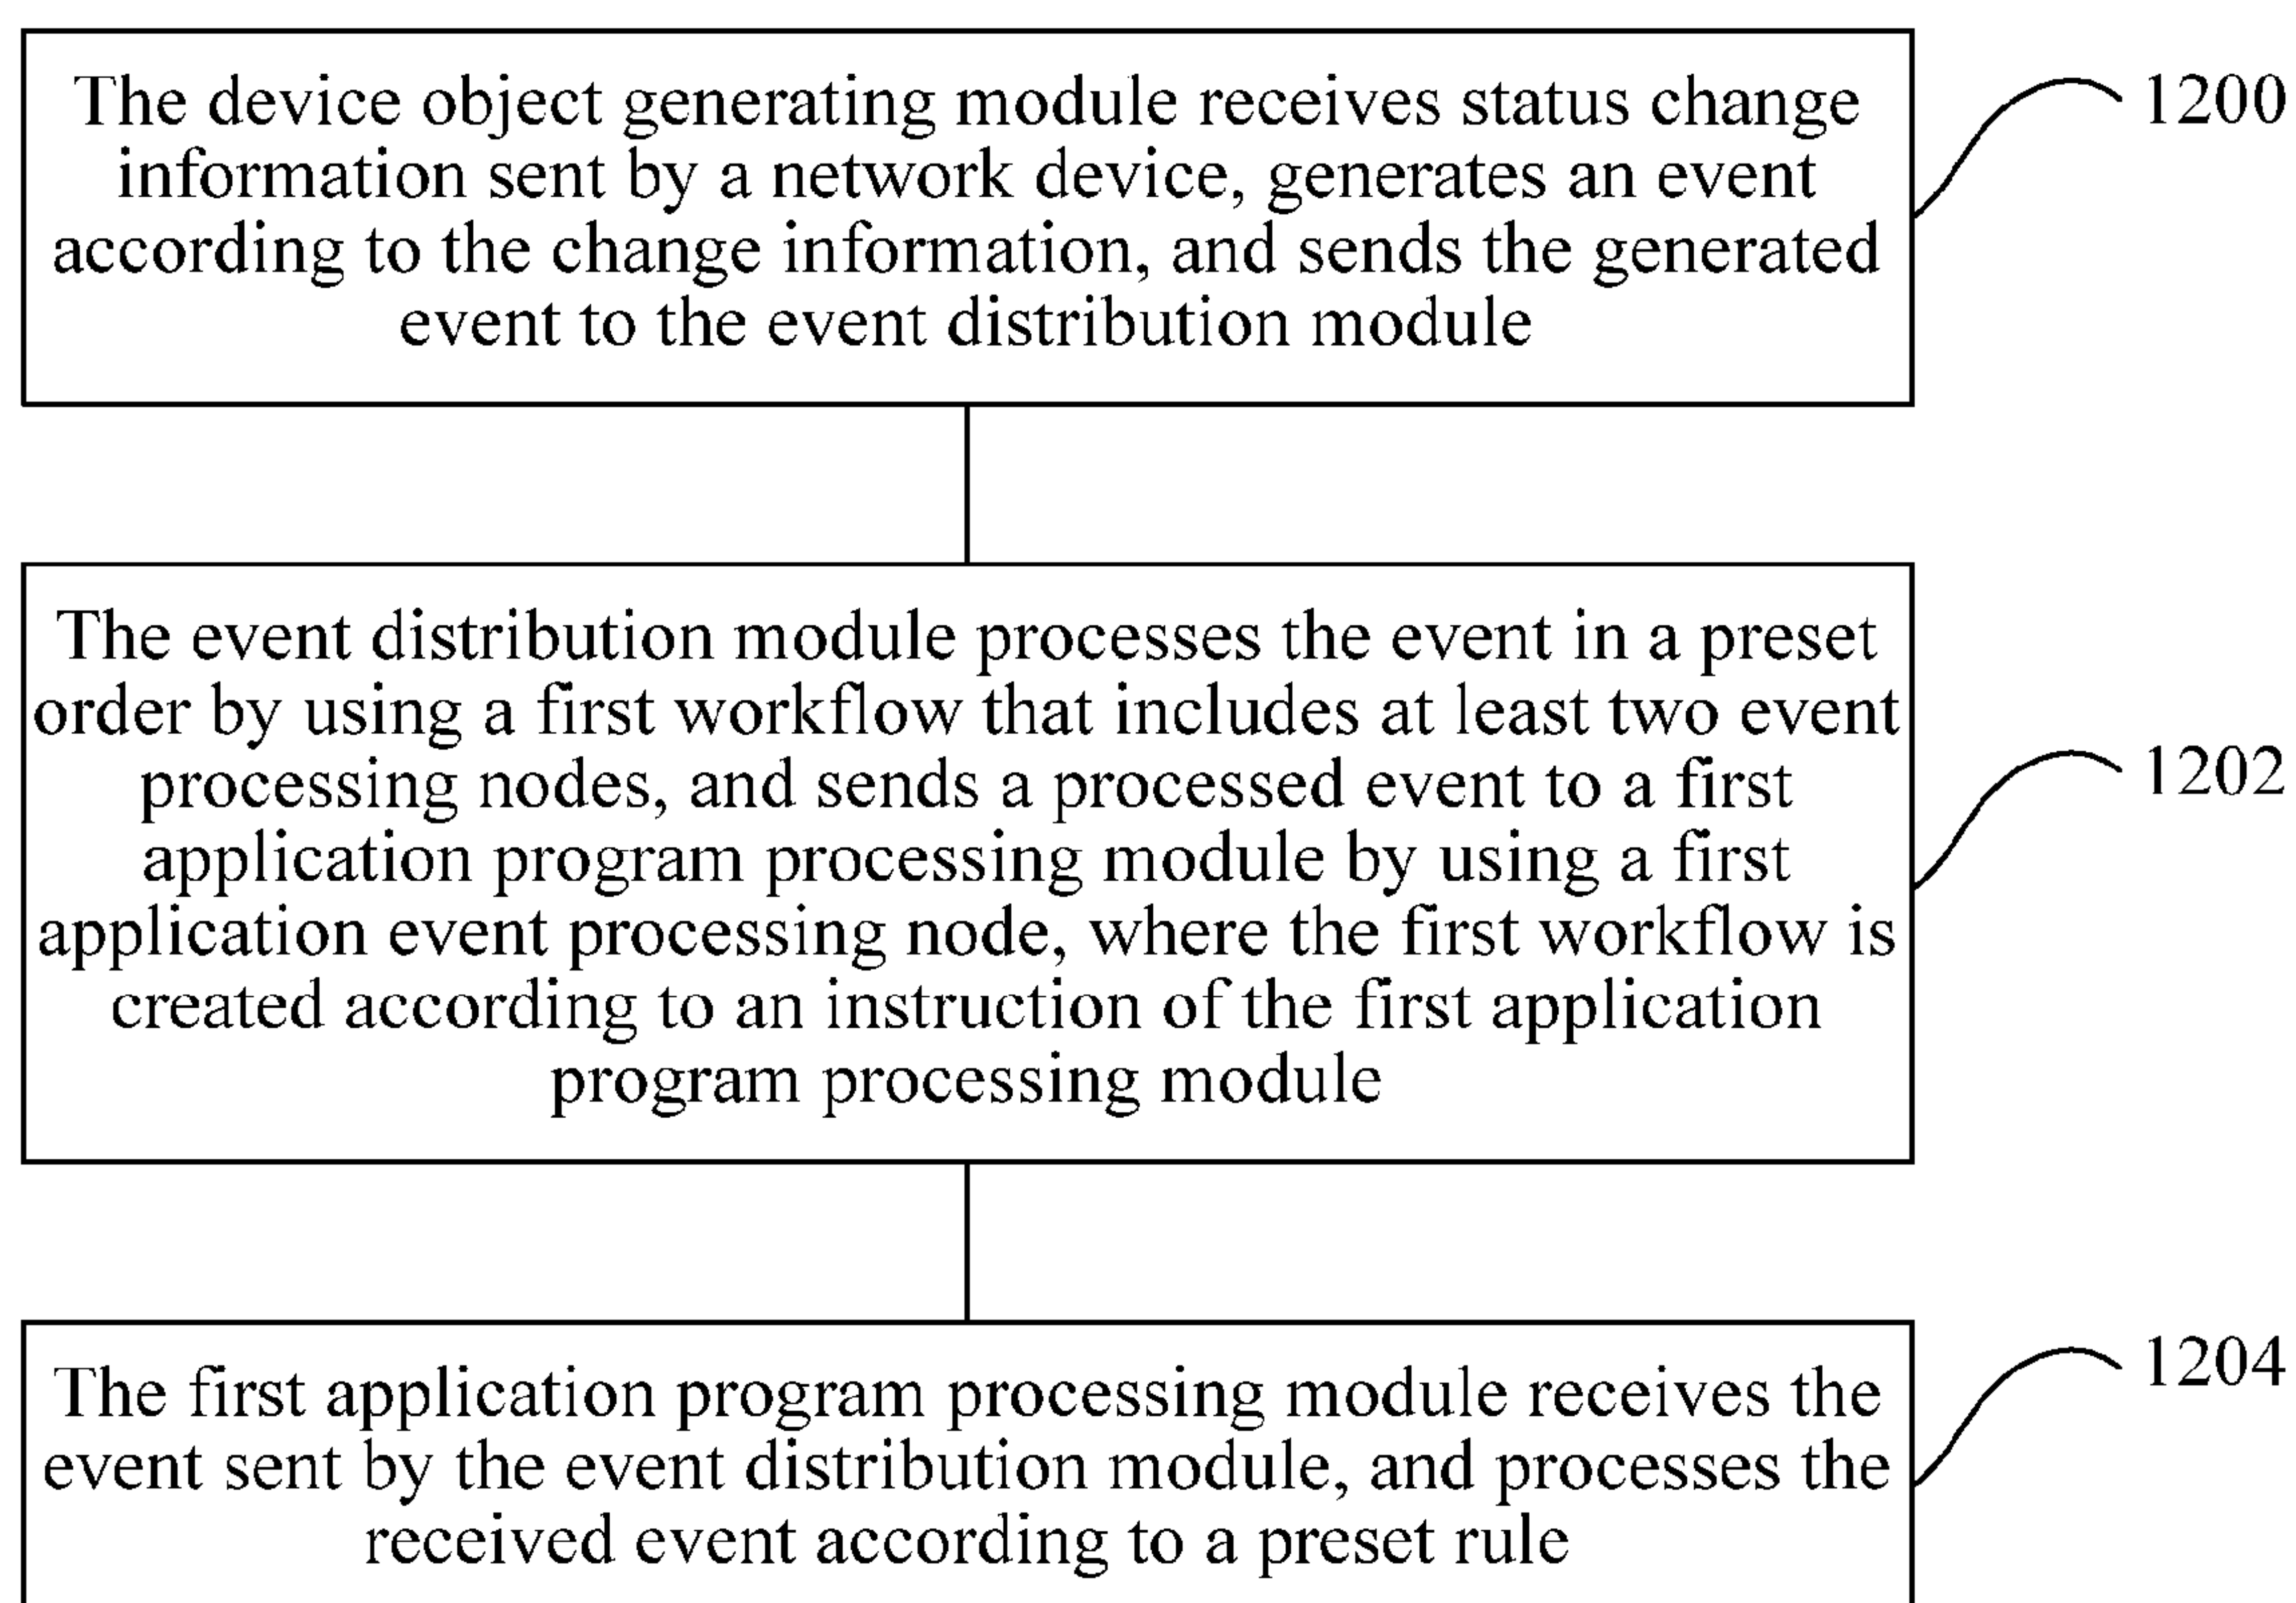 The device object generating module receives status change
information sent by a network device, generates an event
according to the change information, and sends the generated
event to the event distribution module
1200
The event distribution module processes the event in a preset
order by using a first workflow that includes at least two event
processing nodes, and sends a processed event to a first
application program processing module by using a first
application event processing node, where the first workflow is
created according to an instruction of the first application
program processing module
1202
The first application program processing module receives the
event sent by the event distribution module, and processes the
received event according to a preset rule
1204